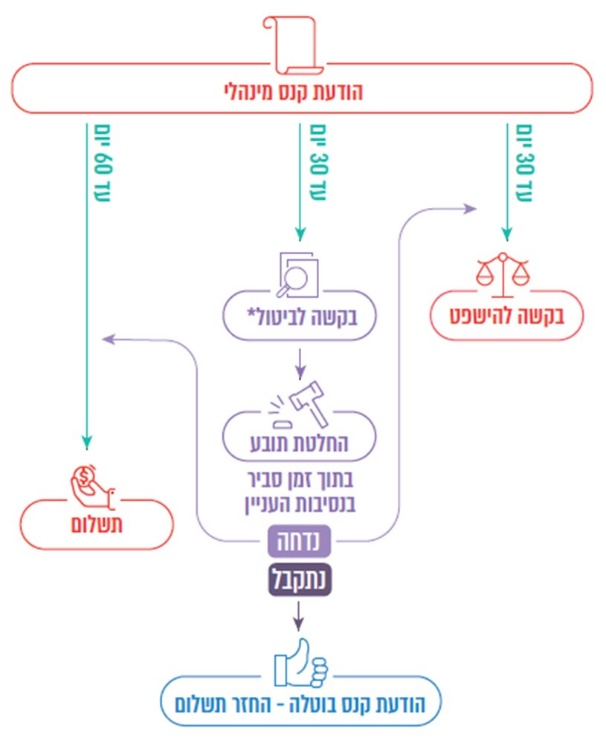 הודעת קנס מינהלי
עד 30 יום
עד 30 יום
עד 60 יום
בקשה להישפט
בקשה לביטול*
החלטת תובע
בתוך זמן סביר
בנסיבות העניין
תשלום
נדחה
נתקבל
הודעת קנס בוטלה - החזר תשלום